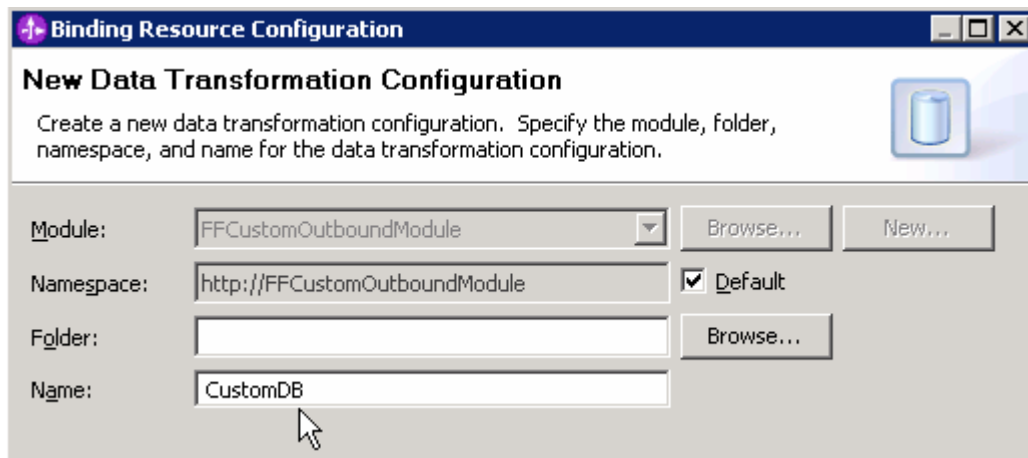 Binding Resource Configuration
New Data Transformation Configuration
Create a new data transformation configuration. Specify the module, folder,
namespace, and name for the data transformation configuration.
Module: FFCustomOutboundModule Browse... New...
Namespace: http://FFCustomOutboundModule Default
Folder: Browse...
Name: CustomDB